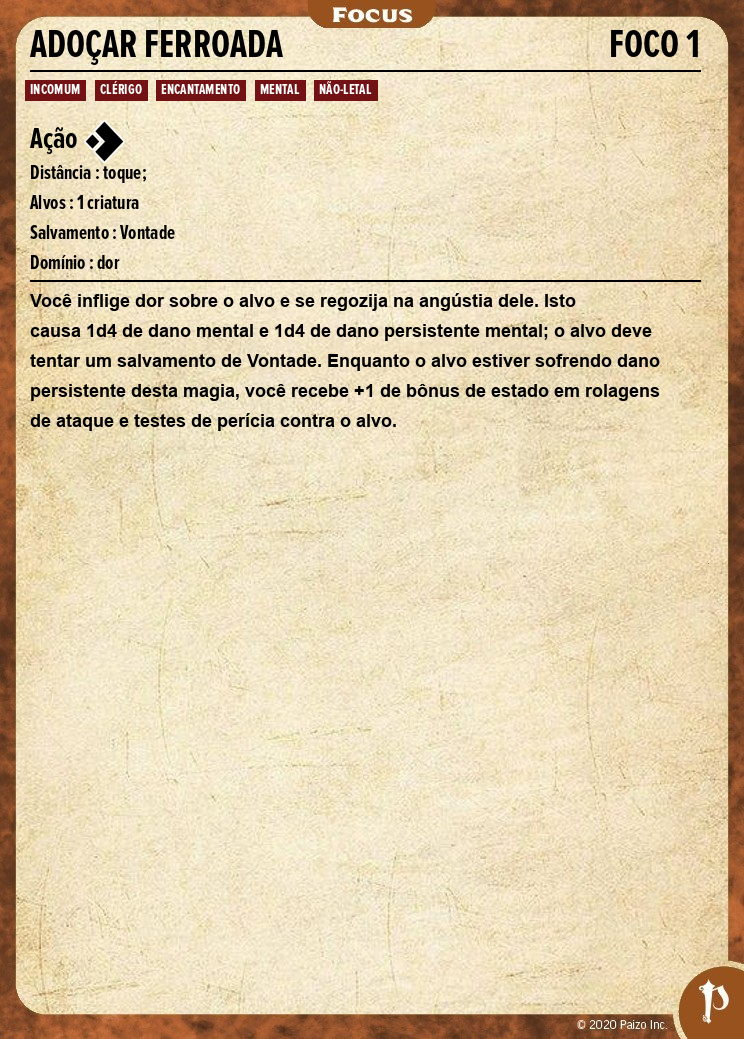 Focus
ADOÇAR FERROADA FOCO 1
INCOMUM CLÉRIGO ENCANTAMENTO MENTAL NÃO-LETAL
Ação
Distância : toque;
Alvos : 1 criatura
Salvamento : Vontade
Domínio : dor
Você inflige dor sobre o alvo e se regozija na angústia dele. Isto
causa 1d4 de dano mental e 1d4 de dano persistente mental; o alvo deve
tentar um salvamento de Vontade. Enquanto o alvo estiver sofrendo dano
persistente desta magia, você recebe +1 de bônus de estado em rolagens
de ataque e testes de perícia contra o alvo.
© 2020 Paizo Inc.
P